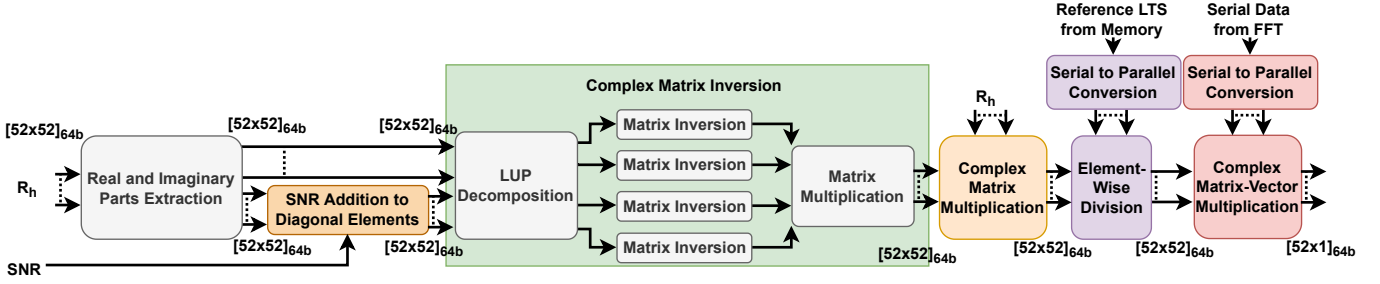 Reference LTS
from Memory
Serial Data
from FFT
Serial to Parallel
Conversion
Serial to Parallel
Conversion
Complex Matrix Inversion
[52x52]64b
[52x52]64b
[52x52]64b
Rh
Real and Imaginary
Parts Extraction
SNR Addition to
Diagonal Elements
[52x52]64b
[52x52]64b
SNR
LUP
Decomposition
Matrix Inversion
Matrix Inversion
Matrix Inversion
Matrix Inversion
Matrix
Multiplication
[52x52]64b
Rh
Complex
Matrix
Multiplication
[52x52]64b
Element-
Wise
Division
[52x52]64b
Complex
Matrix-Vector
Multiplication
[52x1]64b